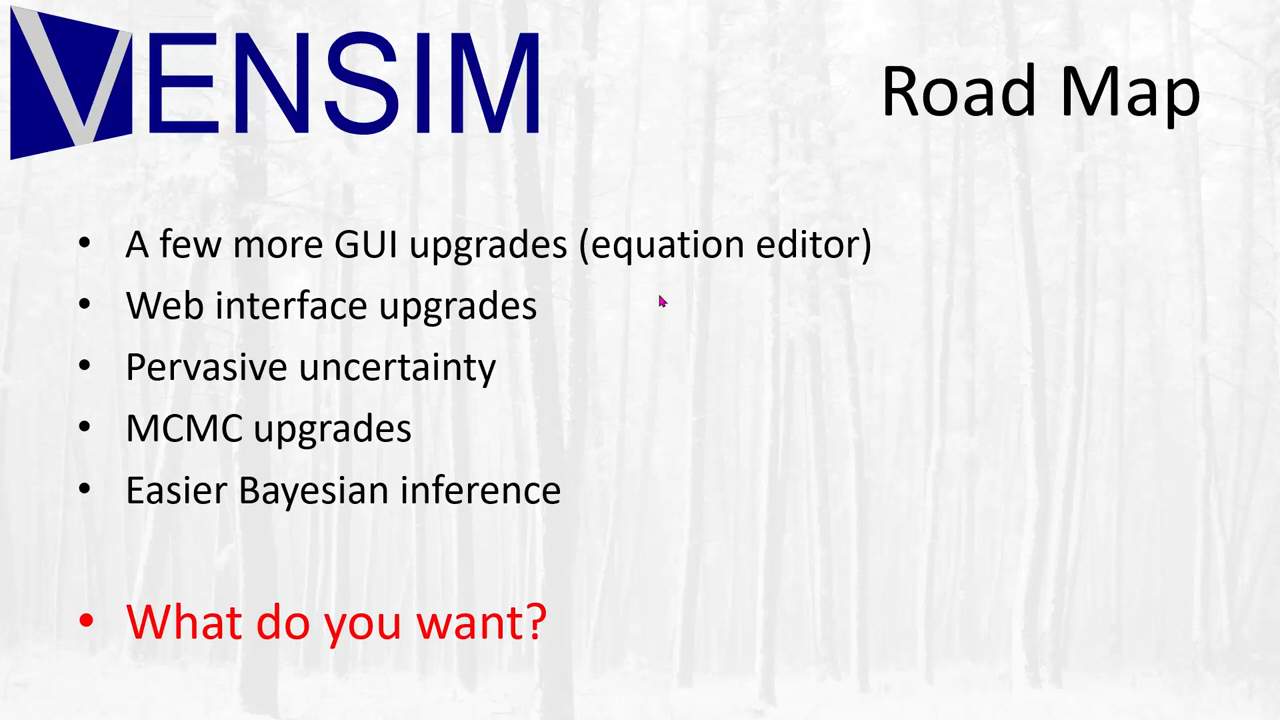 VENSIM
Road Map
• A few more GUI upgrades (equation editor)
• Web interface upgrades
• Pervasive uncertainty
• MCMC upgrades
• Easier Bayesian inference
• What do you want?